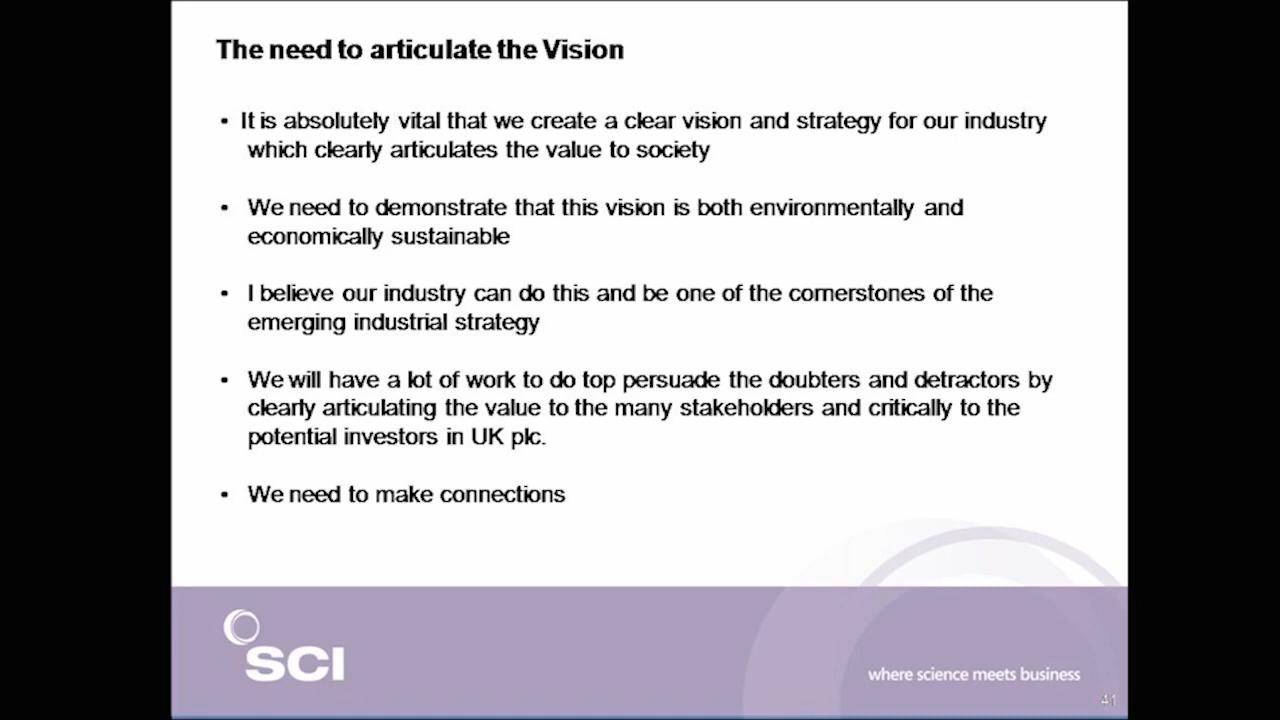 The need to articulate the Vision
• It is absolutely vital that we create a clear vision and strategy for our industry
which clearly articulates the value to society
• We need to demonstrate that this vision is both environmentally and
economically sustainable
• I believe our industry can do this and be one of the cornerstones of the
emerging industrial strategy
• We will have a lot of work to do top persuade the doubters and detractors by
clearly articulating the value to the many stakeholders and critically to the
potential investors in UK plc.
• We need to make connections
SCI
where science meets business
41